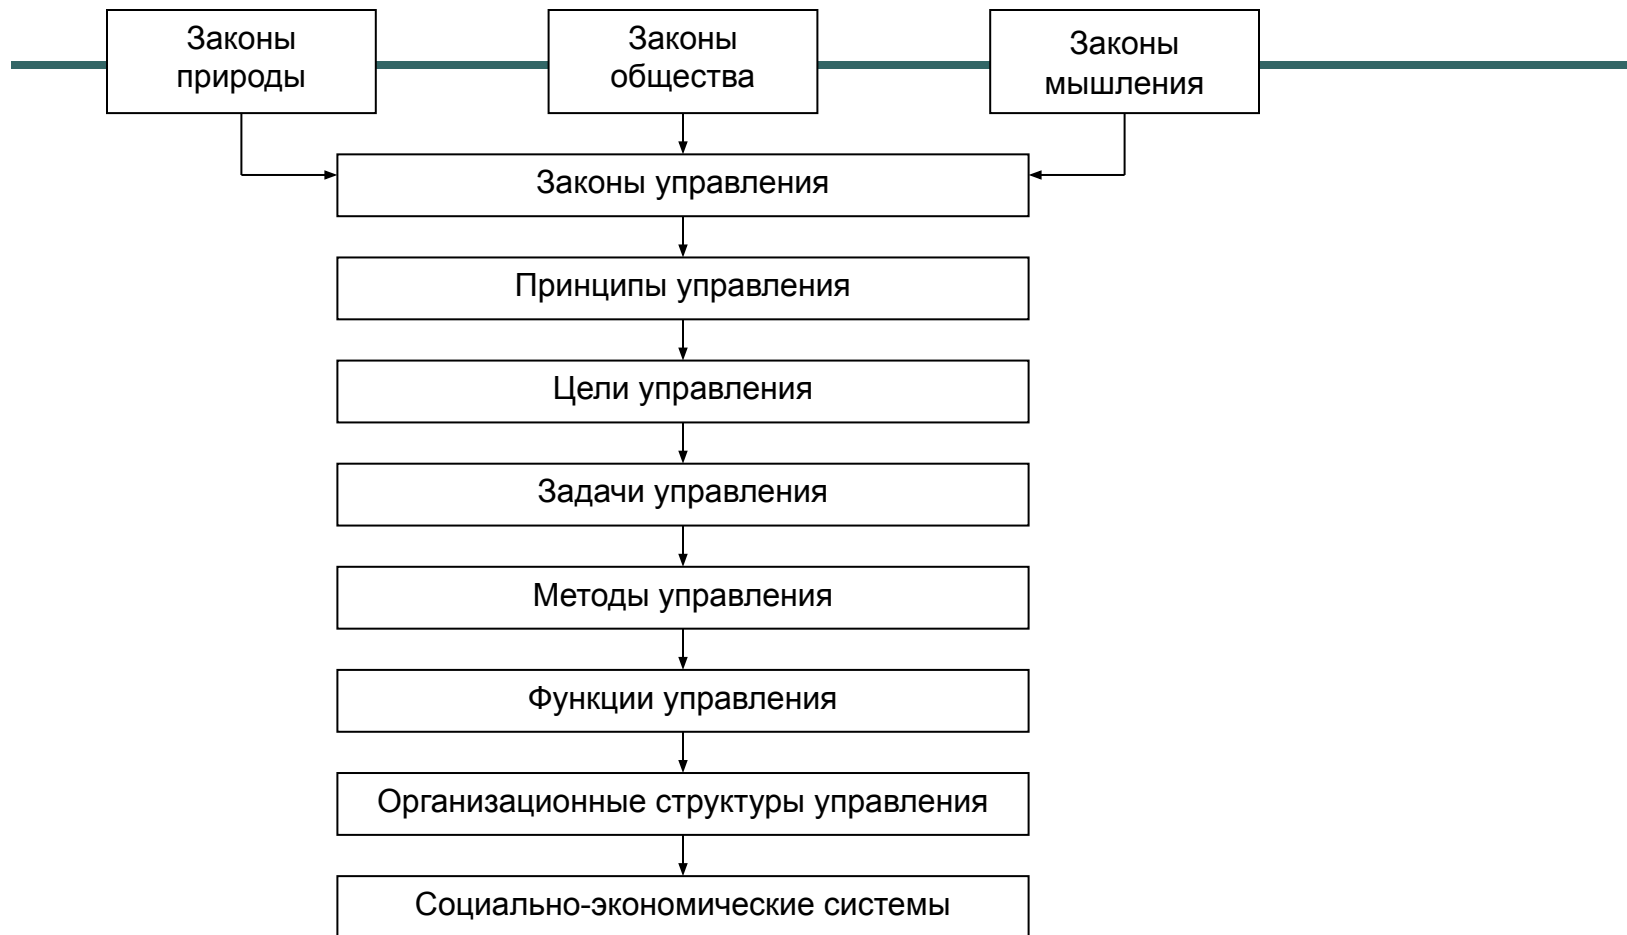 Законы
природы
Законы
общества
Законы
мышления
Законы управления
Принципы управления
Цели управления
Задачи управления
Методы управления
Функции управления
Организационные структуры управления
Социально-экономические системы